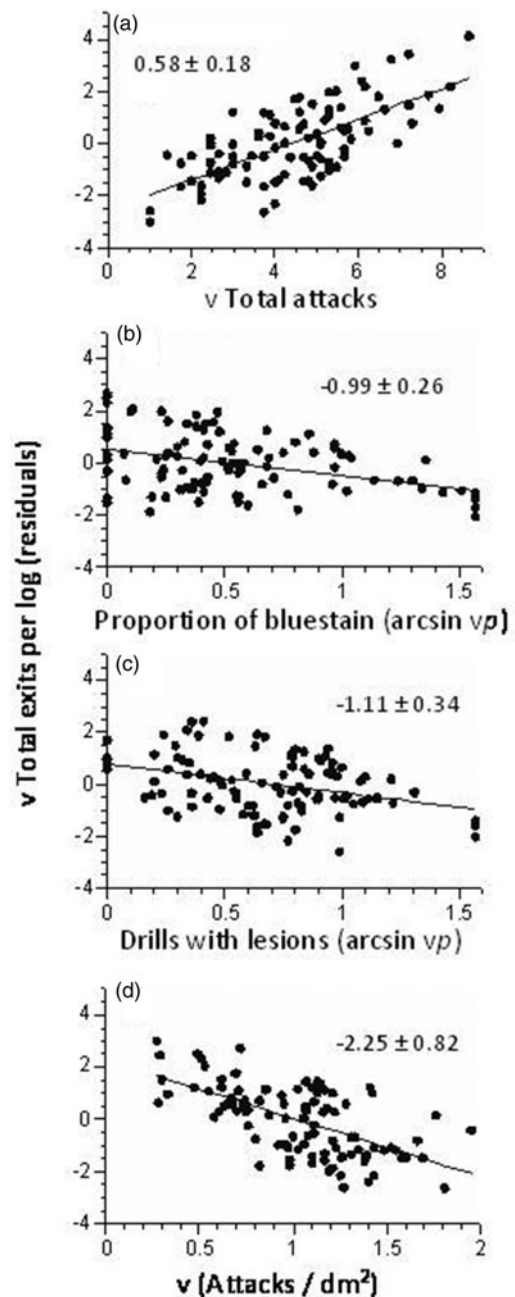 (a)
0.58 ± 0.18
4
2
0
-2
-4
0 2 4 6 8
v Total attacks
(b)
-0.99 ± 0.26
4
2
0
-2
-4
0 0.5 1 1.5
Proportion of bluestain (arcsin vp)
v Total exits per log (residuals)
(c)
-1.11 ± 0.34
4
2
0
-2
-4
0 0.5 1 1.5
Drills with lesions (arcsin vp)
(d)
-2.25 ± 0.82
4
2
0
-2
-4
0 0.5 1 1.5 2
v (Attacks / dm²)